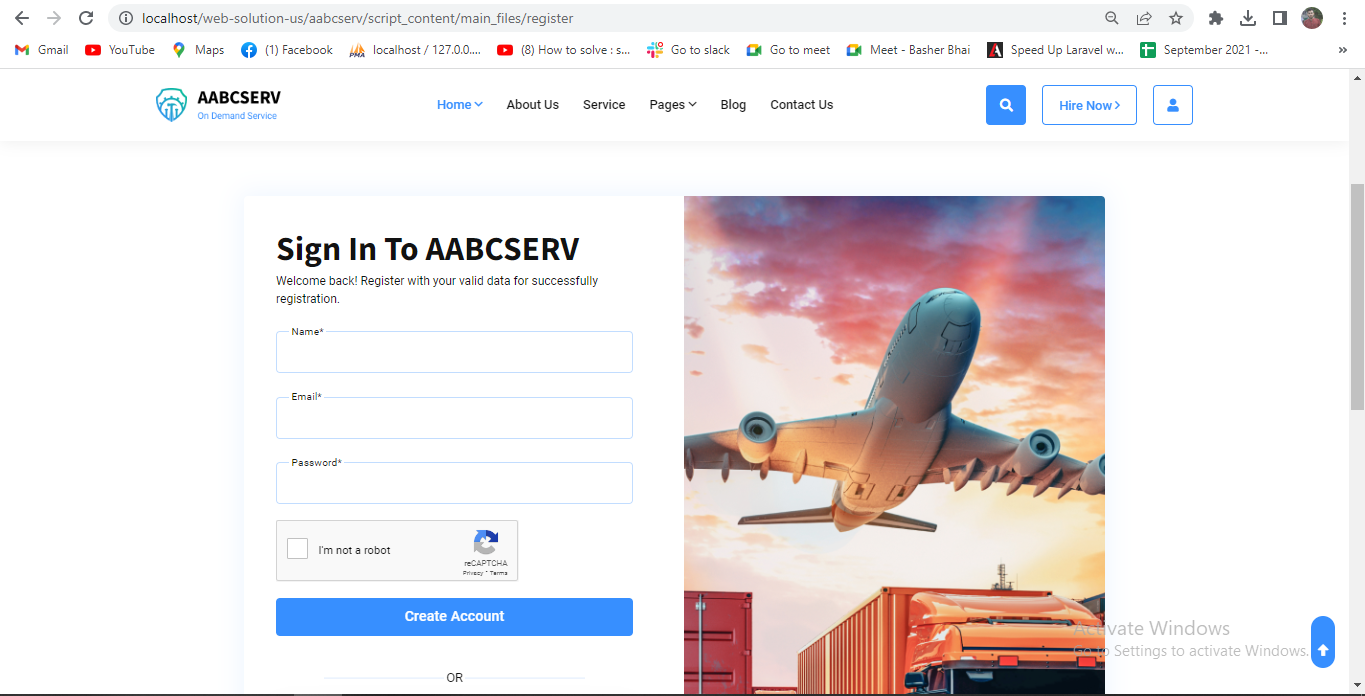 localhost/web-solution-us/aabcserv/script_content/main_files/register
Gmail YouTube Maps (1) Facebook localhost / 127.0.0.... (8) How to solve : s... Go to slack Go to meet Meet - Basher Bhai Speed Up Laravel w... September 2021 -... »
PMA
AABCSERV
On Demand Service
Home About Us Service Pages Blog Contact Us Hire Now
Sign In To AABCSERV
Welcome back! Register with your valid data for successfully
registration.
Name*
Email*
Password*
I'm not a robot
reCAPTCHA
Privacy - Terms
Create Account
OR
Activate Windows
Go to Settings to activate Windows.